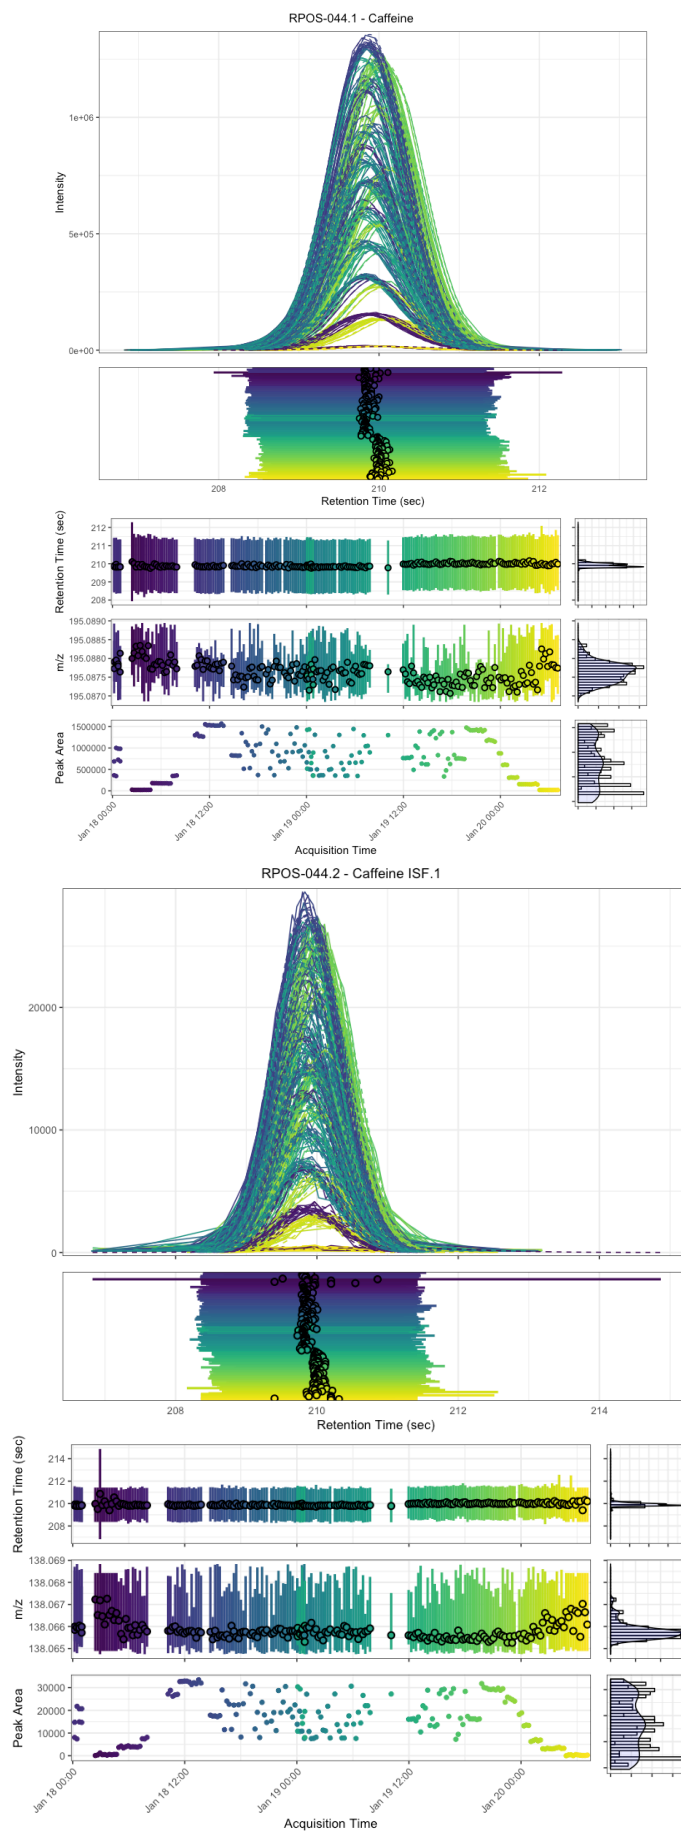 RPOS-044.1 - Caffeine
1e+06
5e+05
0e+00
Intensity
208 210 212
Retention Time (sec)
Retention Time (sec)
212
211
210
209
208
m/z
195.0890
195.0885
195.0880
195.0875
195.0870
Peak Area
1500000
1000000
500000
0
Jan 18 00:00 Jan 18 12:00 Jan 19 00:00 Jan 19 12:00 Jan 20 00:00
Acquisition Time
RPOS-044.2 - Caffeine ISF.1
20000
10000
0
Intensity
208 210 212 214
Retention Time (sec)
Retention Time (sec)
214
212
210
208
m/z
138.069
138.068
138.067
138.066
138.065
Peak Area
30000
20000
10000
0
Jan 18 00:00 Jan 18 12:00 Jan 19 00:00 Jan 19 12:00 Jan 20 00:00
Acquisition Time